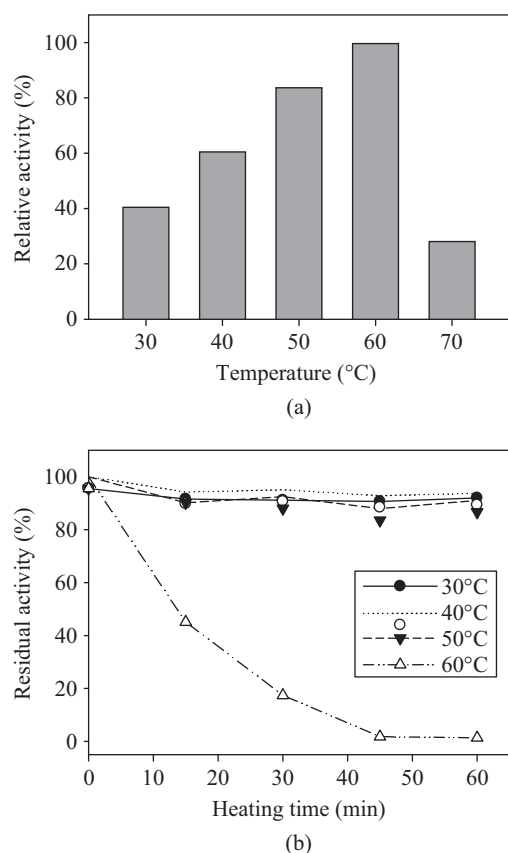 100
80
60
40
20
0
Relative activity (%)
30 40 50 60 70
Temperature (°C)
(a)
100
80
60
40
20
0
Residual activity (%)
30°C
40°C
50°C
60°C
0 10 20 30 40 50 60
Heating time (min)
(b)